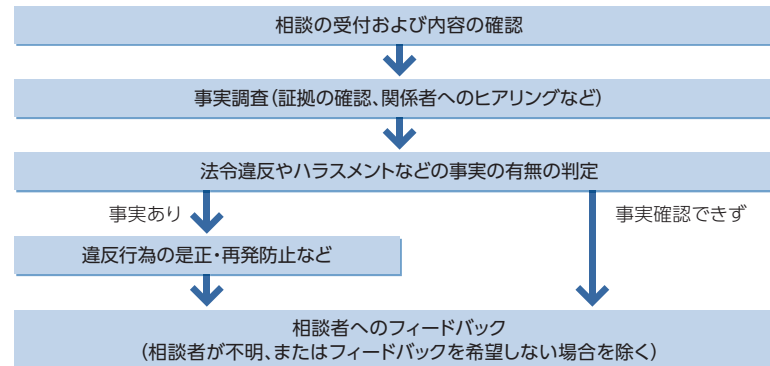 相談の受付および内容の確認
事実調査(証拠の確認、関係者へのヒアリングなど)
法令違反やハラスメントなどの事実の有無の判定
事実あり
事実確認できず
違反行為の是正・再発防止など
相談者へのフィードバック
(相談者が不明、またはフィードバックを希望しない場合を除く)